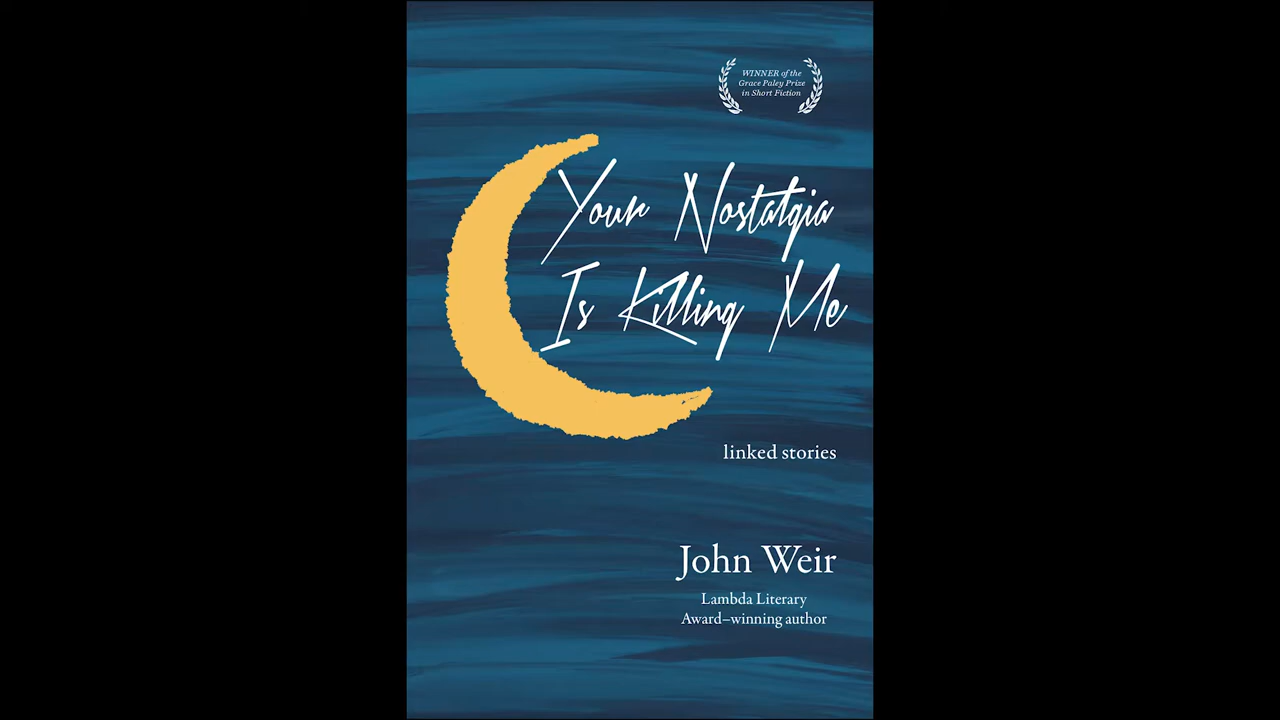 WINNER of the
Grace Paley Prize
in Short Fiction
Your Nostalgia
Is Killing Me
linked stories
John Weir
Lambda Literary
Award–winning author